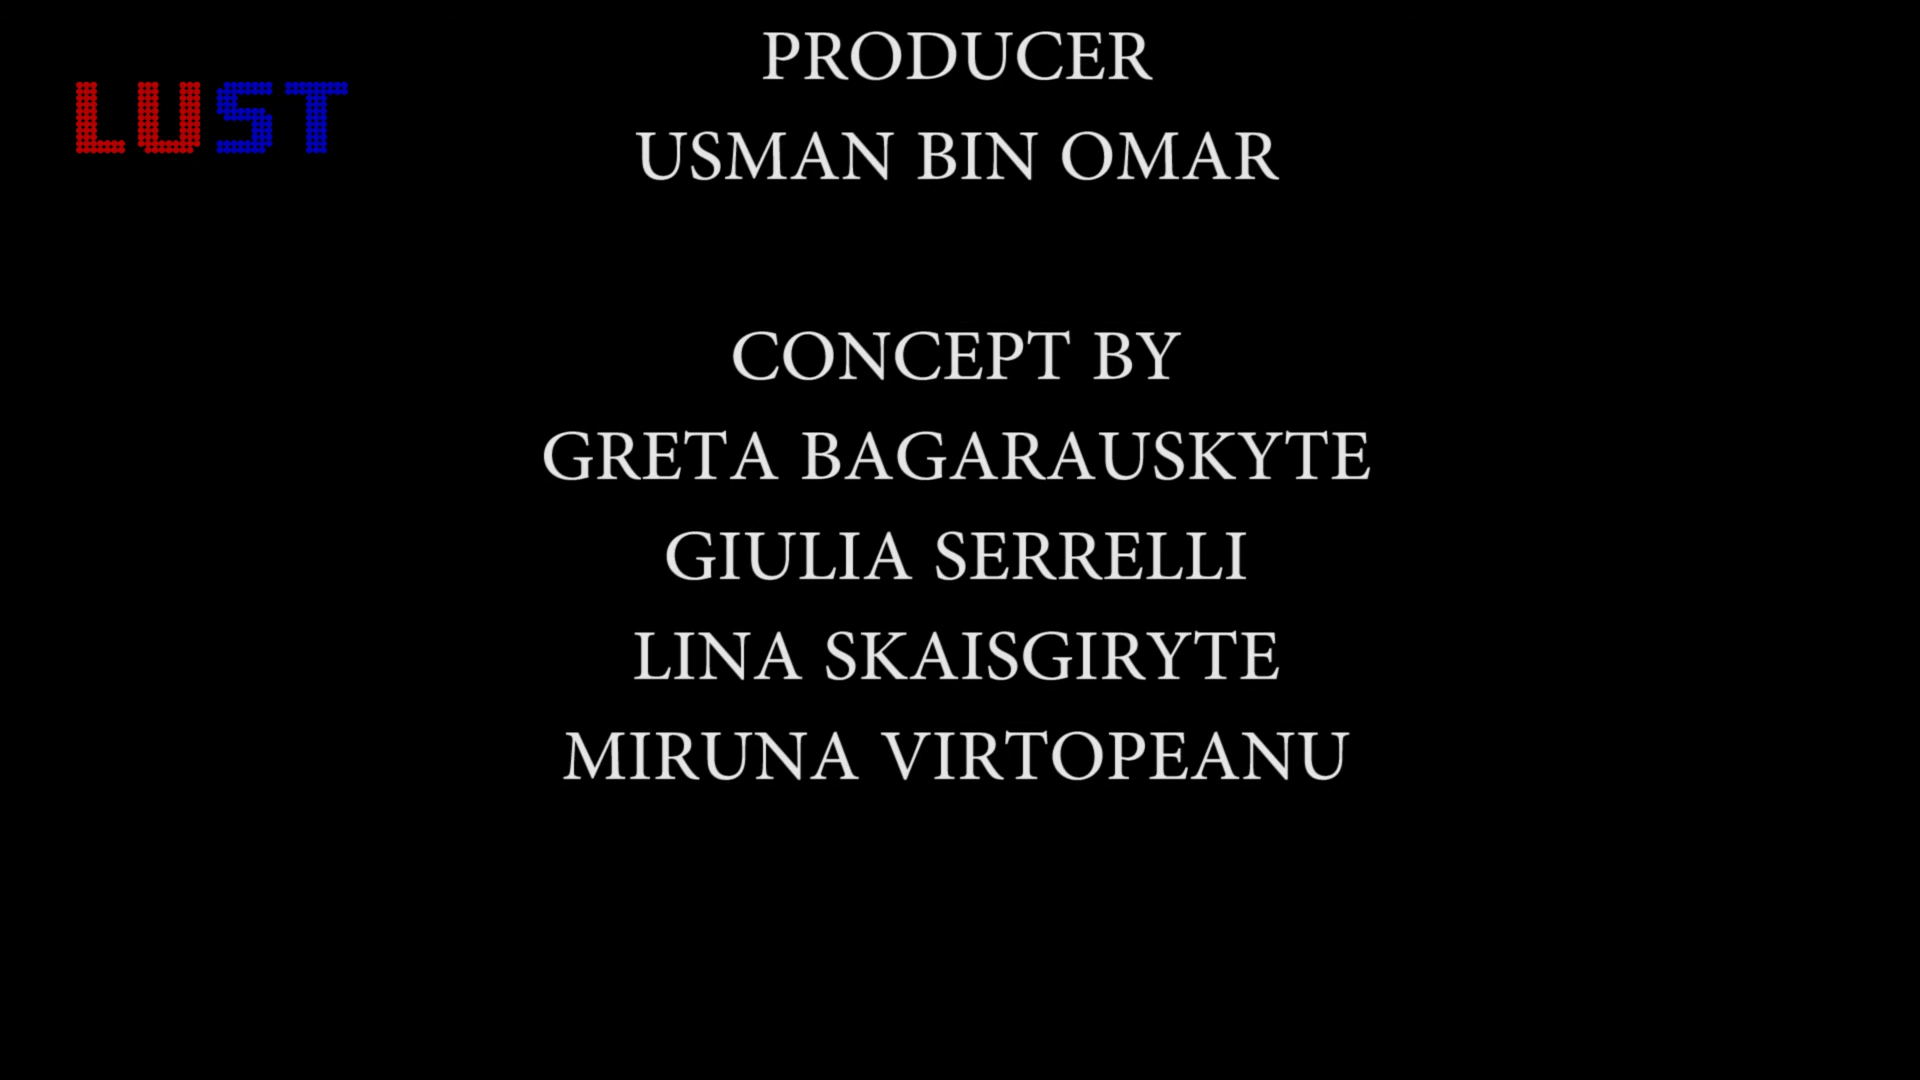 LUST
PRODUCER
USMAN BIN OMAR
CONCEPT BY
GRETA BAGARAUSKYTE
GIULIA SERRELLI
LINA SKAISGIRYTE
MIRUNA VIRTOPEANU